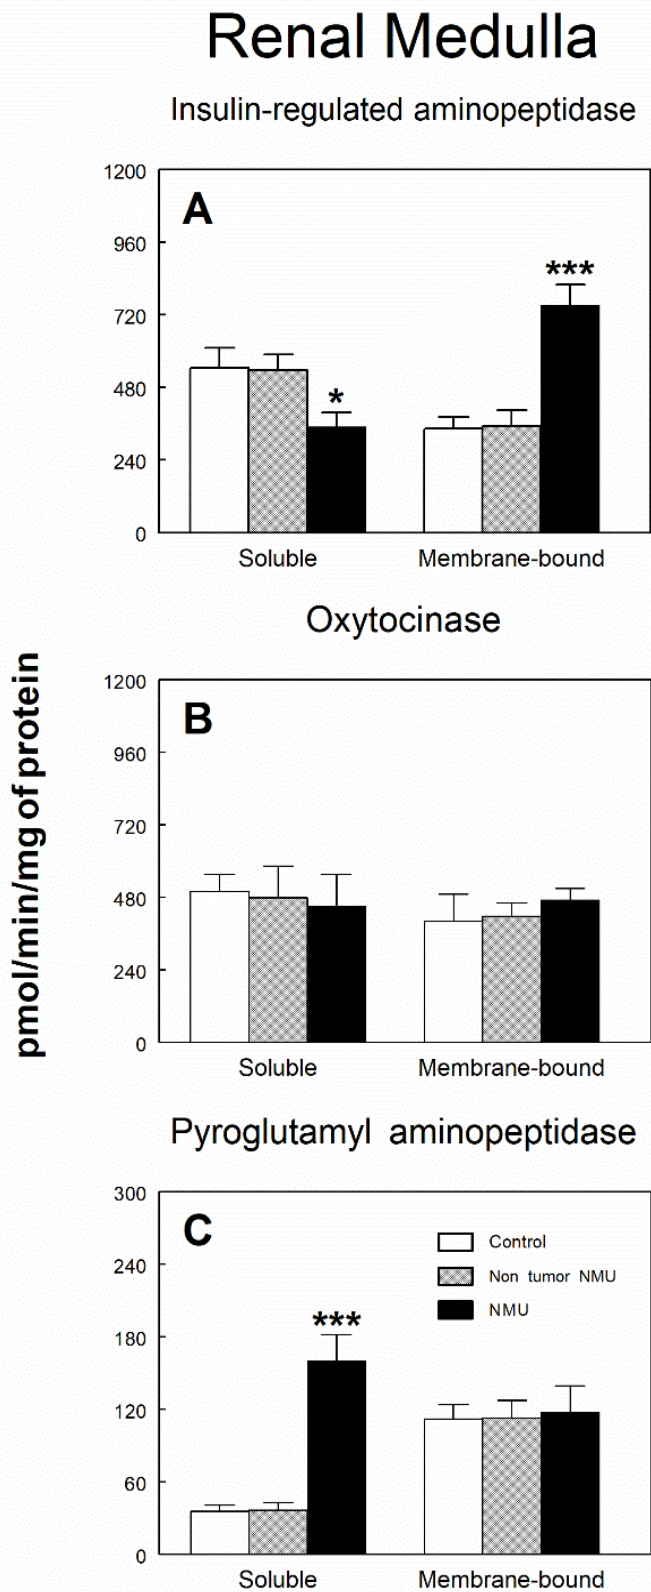 Renal Medulla
Insulin-regulated aminopeptidase
A
1200
960
720
480
240
0
***
*
Soluble Membrane-bound
Oxytocinase
pmol/min/mg of protein
B
1200
960
720
480
240
0
Soluble Membrane-bound
Pyroglutamyl aminopeptidase
C
300
240
180
120
60
0
Control
Non tumor NMU
NMU
***
Soluble Membrane-bound